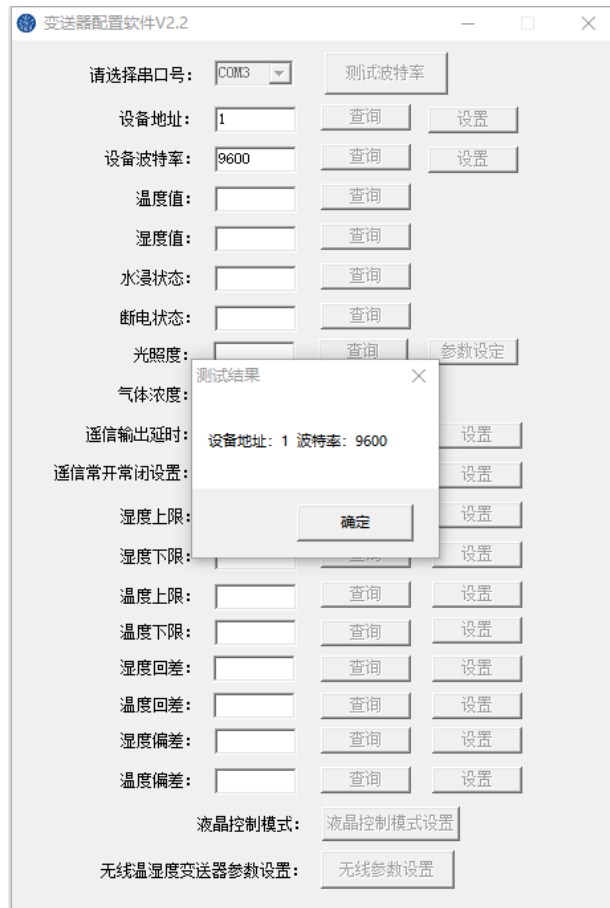 变送器配置软件V2.2
请选择串口号： COM3 测试波特率
设备地址： 1 查询 设置
设备波特率： 9600 查询 设置
温度值： 查询
湿度值： 查询
水浸状态： 查询
断电状态： 查询
光照度： 查询 参数设定
测试结果
气体浓度：
遥信输出延时： 设置
设备地址：1 波特率：9600
遥信常开常闭设置： 设置
湿度上限： 设置
确定
湿度下限： 查询 设置
温度上限： 查询 设置
温度下限： 查询 设置
湿度回差： 查询 设置
温度回差： 查询 设置
湿度偏差： 查询 设置
温度偏差： 查询 设置
液晶控制模式： 液晶控制模式设置
无线温湿度变送器参数设置： 无线参数设置